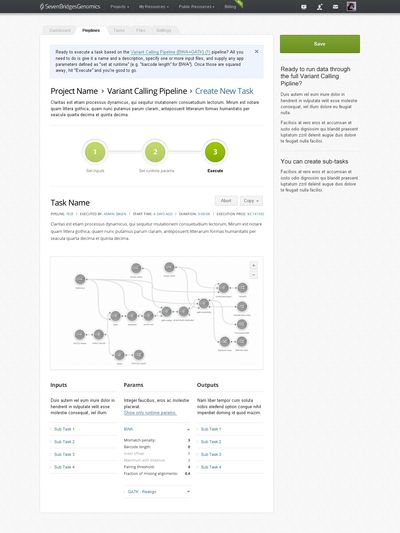 SevenBridgesGenomics
Projects
My Resources
Public Resources
Billing
Dashboard
Pieplines
Tasks
Files
Settings
Ready to execute a task based on the Variant Calling Pipeline (BWA+GATK) (1) pipeline? All you
need to do is give it a name and a description, specify one or more input files, and supply any app
parameters defined as "set at runtime" (e.g. "barcode length" for BWA"). Once those are squared
away, hit "Execute" and you're good to go.
Project Name › Variant Calling Pipeline › Create New Task
Claritas est etiam processus dynamicus, qui sequitur mutationem consuetudium lectorum. Mirum est notare
quam littera gothica, quam nunc putamus parum claram, anteposuerit litterarum formas humanitatis per
seacula quarta decima et quinta decima.
1
2
3
Set inputs
Set runtime params
Execute
Task Name
Abort
Copy
Claritas est etiam processus dynamicus, qui sequitur mutationem consuetudium lectorum. Mirum est notare
quam littera gothica, quam nunc putamus parum claram, anteposuerit litterarum formas humanitatis per
seacula quarta decima et quinta decima.
+
-
Inputs
Duis autem vel eum iriure dolor in
hendrerit in vulputate velit esse
molestie consequat, vel illum.
Sub Task 1
Sub Task 2
Sub Task 3
Sub Task 4
Params
Integer faucibus, eros ac molestie
placerat.
Show only runtime params.
BWA
Mismatch penalty: 3
Barcode length: 0
Pairing threshold: 4
Fraction of missing alignments: 0.4
GATK - Realign
Outputs
Nam liber tempor cum soluta
nobis eleifend option congue nihil
imperdiet doming id quod mazim.
Sub Task 1
Sub Task 2
Sub Task 3
Sub Task 4
Save
Ready to run data through
the full Variant Calling
Pipline?
Duis autem vel eum iriure dolor in
hendrerit in vulputate velit esse molestie
consequat, vel illum dolore eu feugiat
nulla.
Facilisis at vero eros et accumsan et
iusto odio dignissim qui blandit praesent
luptatum zzril delenit augue duis dolore
te feugait nulla facilisi.
You can create sub-tasks
Facilisis at vero eros et accumsan et
iusto odio dignissim qui blandit praesent
luptatum zzril delenit augue duis dolore
te feugait nulla facilisi.